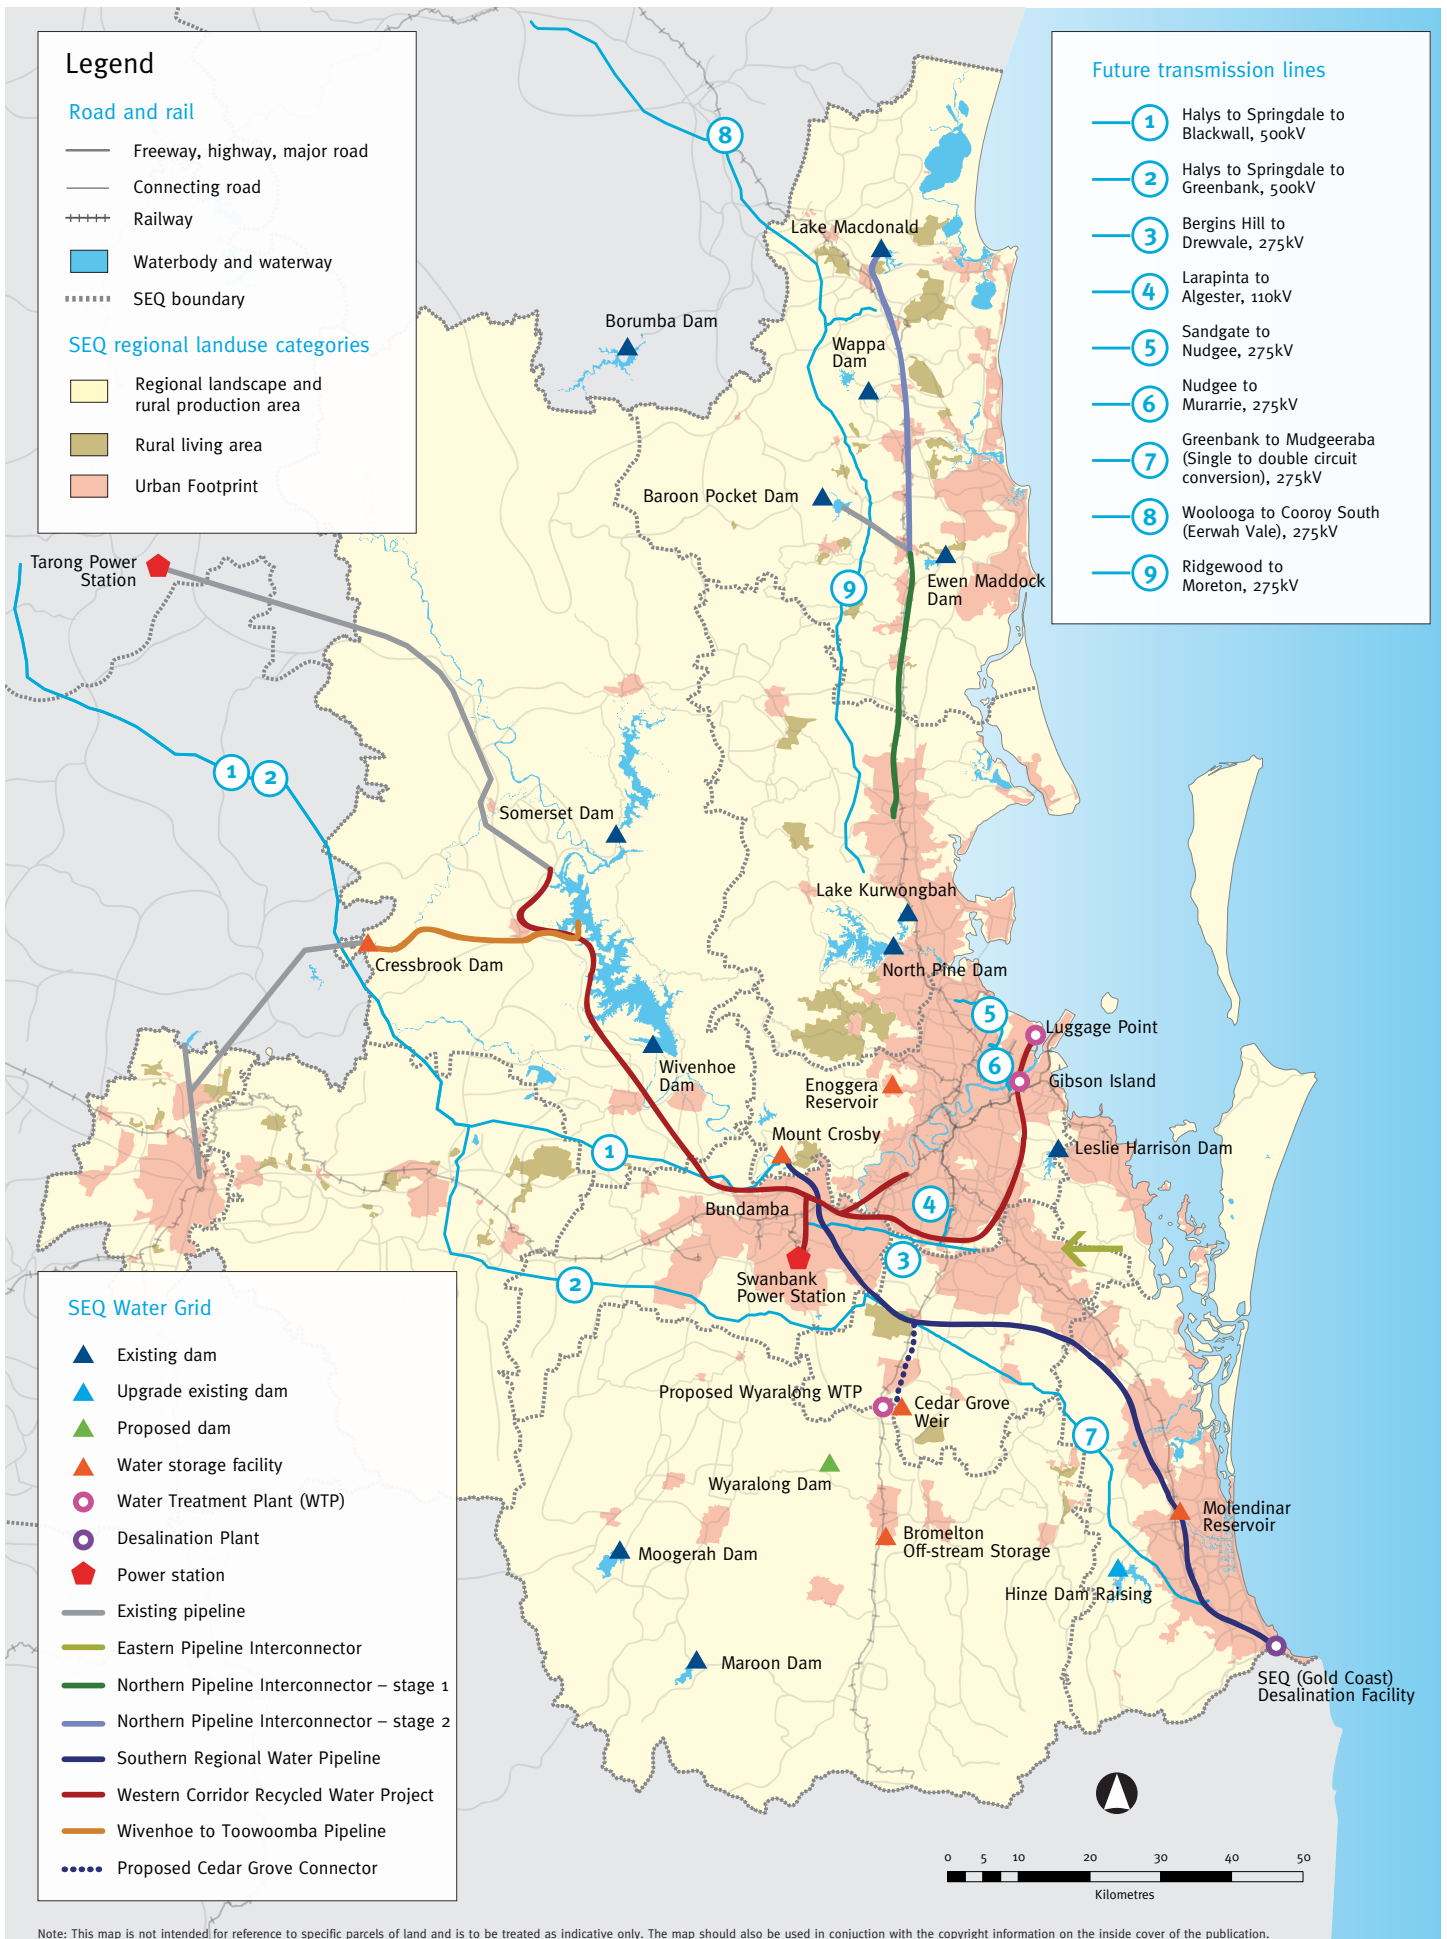 Legend
Road and rail
Freeway, highway, major road
Connecting road
Railway
Waterbody and waterway
SEQ boundary
SEQ regional landuse categories
Regional landscape and
rural production area
Rural living area
Urban Footprint
Future transmission lines
1 Halys to Springdale to
Blackwall, 500kV
2 Halys to Springdale to
Greenbank, 500kV
3 Bergins Hill to
Drewvale, 275kV
4 Larapinta to
Algester, 110kV
5 Sandgate to
Nudgee, 275kV
6 Nudgee to
Murarrie, 275kV
7 Greenbank to Mudgeeraba
(Single to double circuit
conversion), 275kV
8 Woolooga to Cooroy South
(Eerwah Vale), 275kV
9 Ridgewood to
Moreton, 275kV
8
Lake Macdonald
Borumba Dam
Wappa
Dam
Baroon Pocket Dam
Tarong Power
Station
Ewen Maddock
Dam
9
1
2
Somerset Dam
Lake Kurwongbah
Cressbrook Dam
North Pine Dam
5
Luggage Point
6
Gibson Island
Wivenhoe
Dam
Enoggera
Reservoir
Mount Crosby
Leslie Harrison Dam
1
Bundamba
4
3
2
Swanbank
Power Station
Proposed Wyaralong WTP
Cedar Grove
Weir
7
Wyaralong Dam
Molendinar
Reservoir
Bromelton
Off-stream Storage
Moogerah Dam
Hinze Dam Raising
Maroon Dam
SEQ (Gold Coast)
Desalination Facility
SEQ Water Grid
Existing dam
Upgrade existing dam
Proposed dam
Water storage facility
Water Treatment Plant (WTP)
Desalination Plant
Power station
Existing pipeline
Eastern Pipeline Interconnector
Northern Pipeline Interconnector – stage 1
Northern Pipeline Interconnector – stage 2
Southern Regional Water Pipeline
Western Corridor Recycled Water Project
Wivenhoe to Toowoomba Pipeline
Proposed Cedar Grove Connector
0 5 10 20 30 40 50
Kilometres
Note: This map is not intended for reference to specific parcels of land and is to be treated as indicative only. The map should also be used in conjuction with the copyright information on the inside cover of the publication.